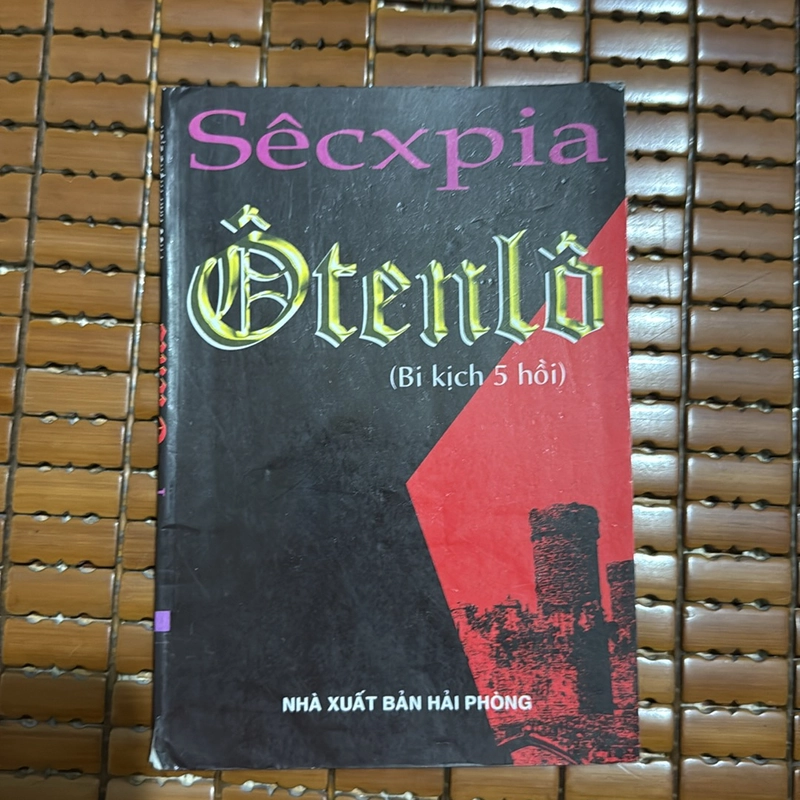 Sêcxpia
Ôtenlô
(Bi kịch 5 hồi)
NHÀ XUẤT BẢN HẢI PHÒNG